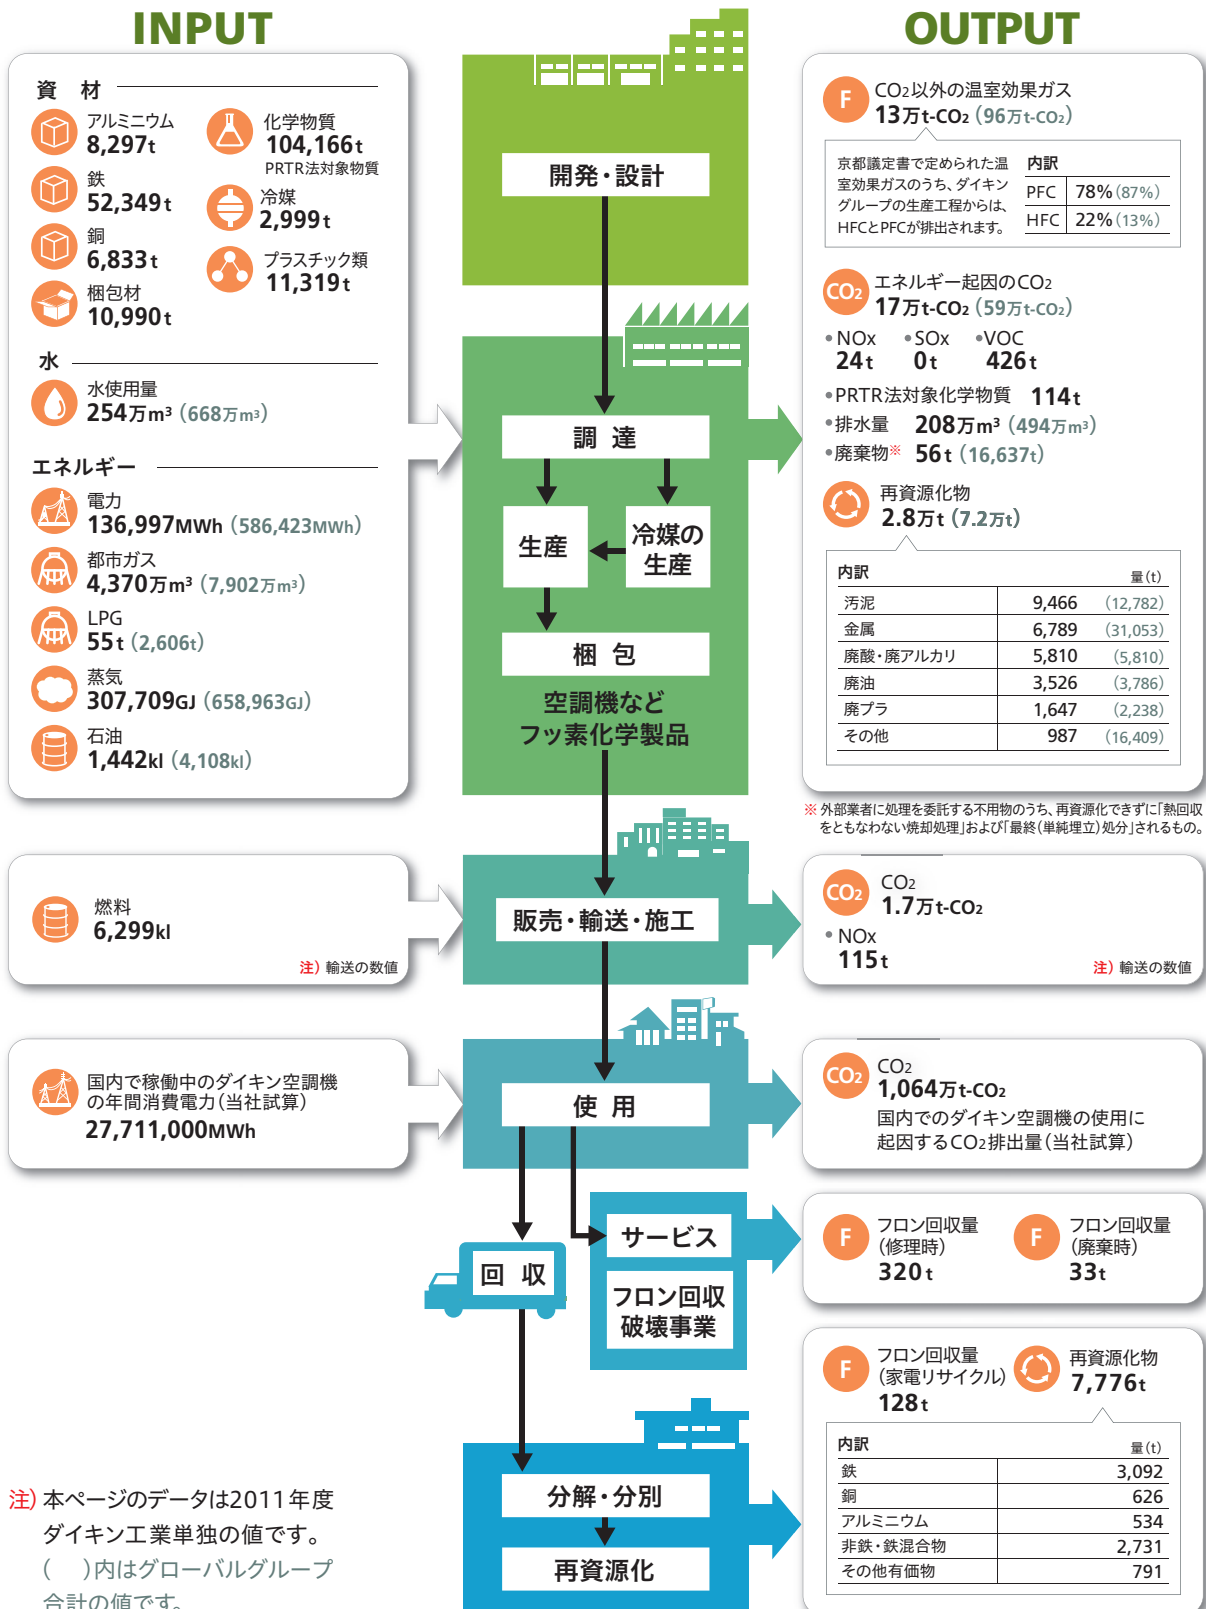 INPUT
資 材
アルミニウム
8,297t
鉄
52,349t
銅
6,833t
梱包材
10,990t
化学物質
104,166t
PRTR法対象物質
冷媒
2,999t
プラスチック類
11,319t
水
水使用量
254万m³（668万m³）
エネルギー
電力
136,997MWh（586,423MWh）
都市ガス
4,370万m³（7,902万m³）
LPG
55t（2,606t）
蒸気
307,709GJ（658,963GJ）
石油
1,442kl（4,108kl）
燃料
6,299kl
注）輸送の数値
国内で稼働中のダイキン空調機
の年間消費電力（当社試算）
27,711,000MWh
開発・設計
調 達
生産
冷媒の
生産
梱 包
空調機など
フッ素化学製品
販売・輸送・施工
使 用
回 収
サービス
フロン回収
破壊事業
分解・分別
再資源化
OUTPUT
F
CO₂以外の温室効果ガス
13万t-CO₂（96万t-CO₂）
京都議定書で定められた温
室効果ガスのうち、ダイキン
グループの生産工程からは、
HFCとPFCが排出されます。
内訳
PFC 78%（87%）
HFC 22%（13%）
CO₂
エネルギー起因のCO₂
17万t-CO₂（59万t-CO₂）
•NOx •SOx •VOC
24t 0t 426t
•PRTR法対象化学物質 114t
•排水量 208万m³（494万m³）
•廃棄物※ 56t（16,637t）
再資源化物
2.8万t（7.2万t）
内訳 量（t）
汚泥 9,466 （12,782）
金属 6,789 （31,053）
廃酸・廃アルカリ 5,810 （5,810）
廃油 3,526 （3,786）
廃プラ 1,647 （2,238）
その他 987 （16,409）
※ 外部業者に処理を委託する不用物のうち、再資源化できずに「熱回収
をともなわない焼却処理」および「最終（単純埋立）処分」されるもの。
CO₂
CO₂
1.7万t-CO₂
•NOx
115t
注）輸送の数値
CO₂
CO₂
1,064万t-CO₂
国内でのダイキン空調機の使用に
起因するCO₂排出量（当社試算）
F
フロン回収量
（修理時）
320t
F
フロン回収量
（廃棄時）
33t
F
フロン回収量
（家電リサイクル）
128t
再資源化物
7,776t
内訳 量（t）
鉄 3,092
銅 626
アルミニウム 534
非鉄・鉄混合物 2,731
その他有価物 791
注）本ページのデータは2011年度
ダイキン工業単独の値です。
（　）内はグローバルグループ
合計の値です。